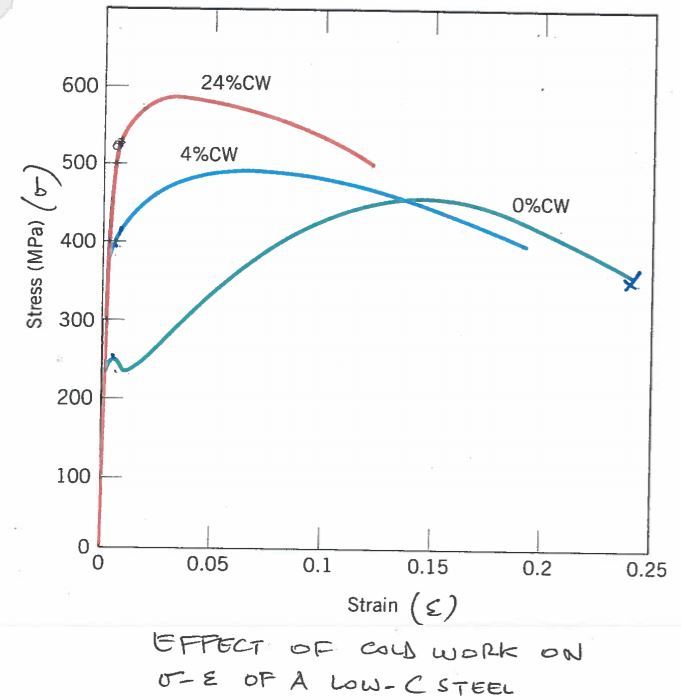 600
24%CW
500
4%CW
0%CW
400
Stress (MPa) (σ)
300
200
100
0
0 0.05 0.1 0.15 0.2 0.25
Strain (ε)
EFFECT OF COLD WORK ON
σ-ε OF A LOW-C STEEL